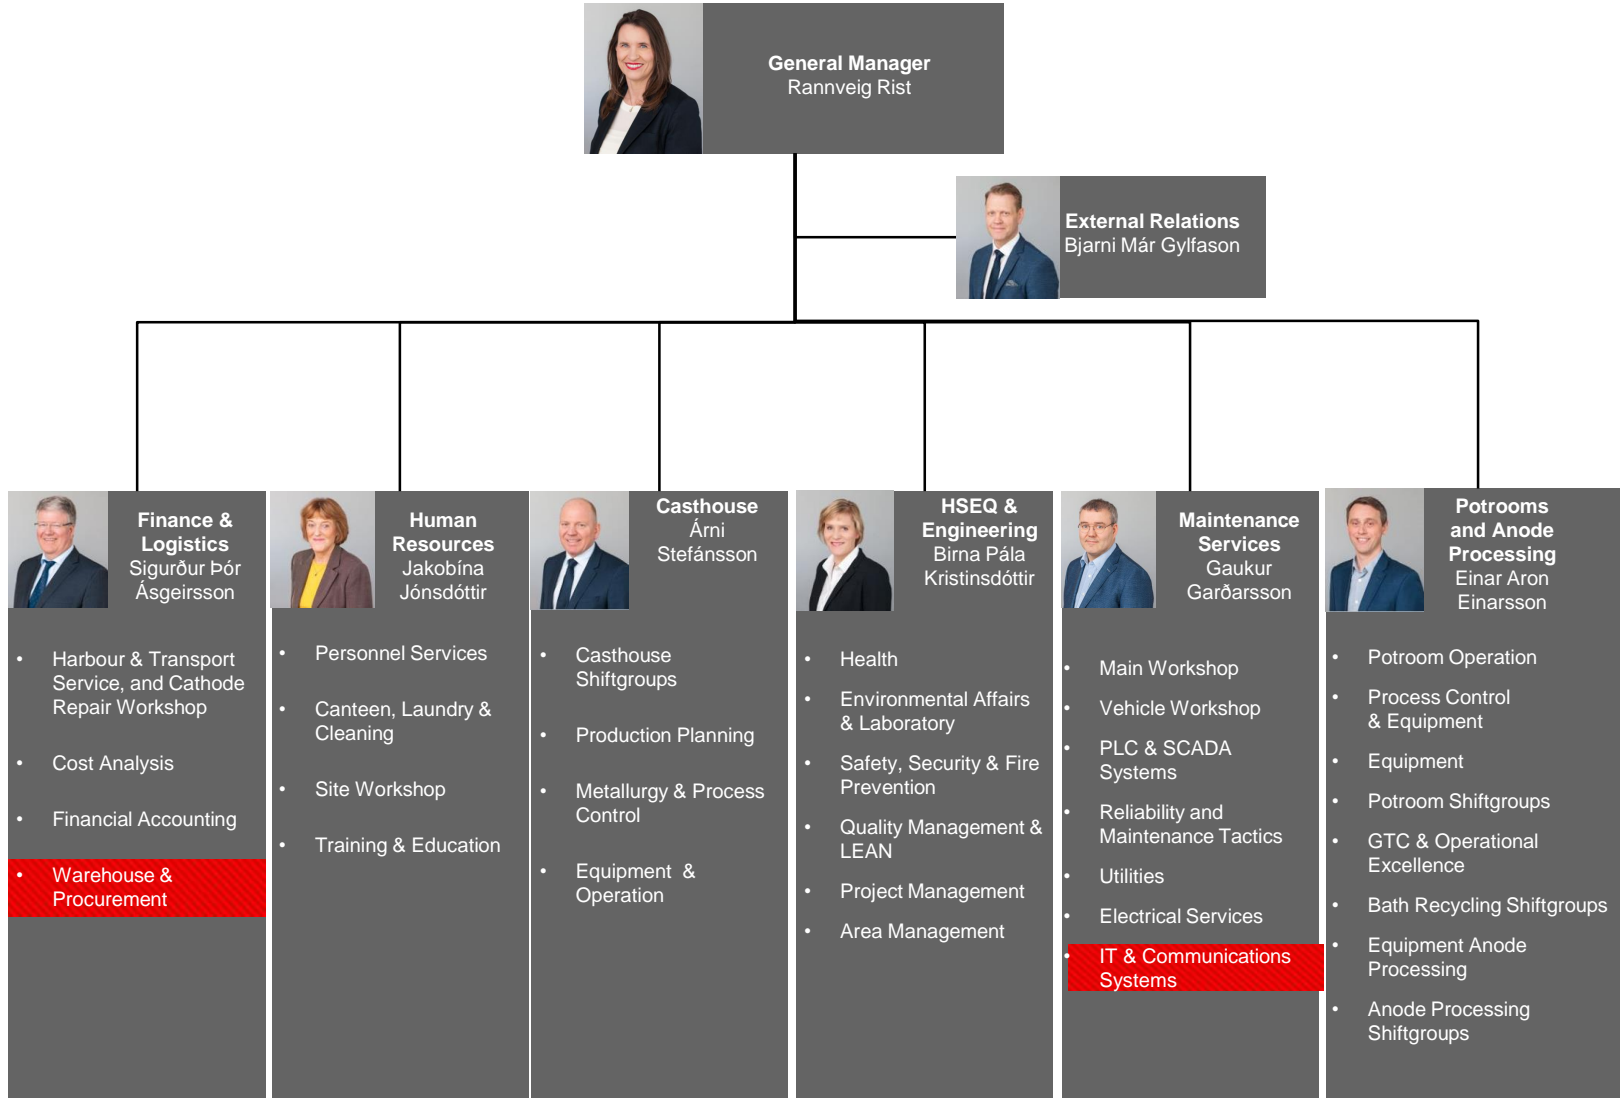 General Manager
Rannveig Rist
External Relations
Bjarni Már Gylfason
Finance &
Logistics
Sigurður Þór
Ásgeirsson
• Harbour & Transport
Service, and Cathode
Repair Workshop
• Cost Analysis
• Financial Accounting
• Warehouse &
Procurement
Human
Resources
Jakobína
Jónsdóttir
• Personnel Services
• Canteen, Laundry &
Cleaning
• Site Workshop
• Training & Education
Casthouse
Árni
Stefánsson
• Casthouse
Shiftgroups
• Production Planning
• Metallurgy & Process
Control
• Equipment &
Operation
HSEQ &
Engineering
Birna Pála
Kristinsdóttir
• Health
• Environmental Affairs
& Laboratory
• Safety, Security & Fire
Prevention
• Quality Management &
LEAN
• Project Management
• Area Management
Maintenance
Services
Gaukur
Garðarsson
• Main Workshop
• Vehicle Workshop
• PLC & SCADA
Systems
• Reliability and
Maintenance Tactics
• Utilities
• Electrical Services
• IT & Communications
Systems
Potrooms
and Anode
Processing
Einar Aron
Einarsson
• Potroom Operation
• Process Control
& Equipment
• Equipment
• Potroom Shiftgroups
• GTC & Operational
Excellence
• Bath Recycling Shiftgroups
• Equipment Anode
Processing
• Anode Processing
Shiftgroups